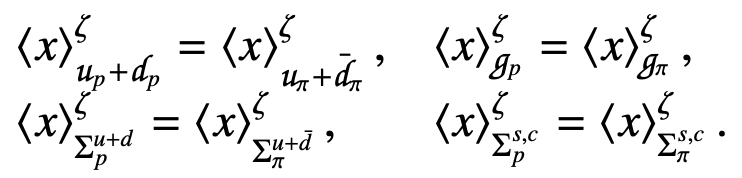 ⟨x⟩^ζ_{u_p+d_p} = ⟨x⟩^ζ_{u_π+\bar{d}_π} , ⟨x⟩^ζ_{g_p} = ⟨x⟩^ζ_{g_π} ,
⟨x⟩^ζ_{Σ_p^{u+d}} = ⟨x⟩^ζ_{Σ_π^{u+\bar{d}}} , ⟨x⟩^ζ_{Σ_p^{s,c}} = ⟨x⟩^ζ_{Σ_π^{s,c}} .